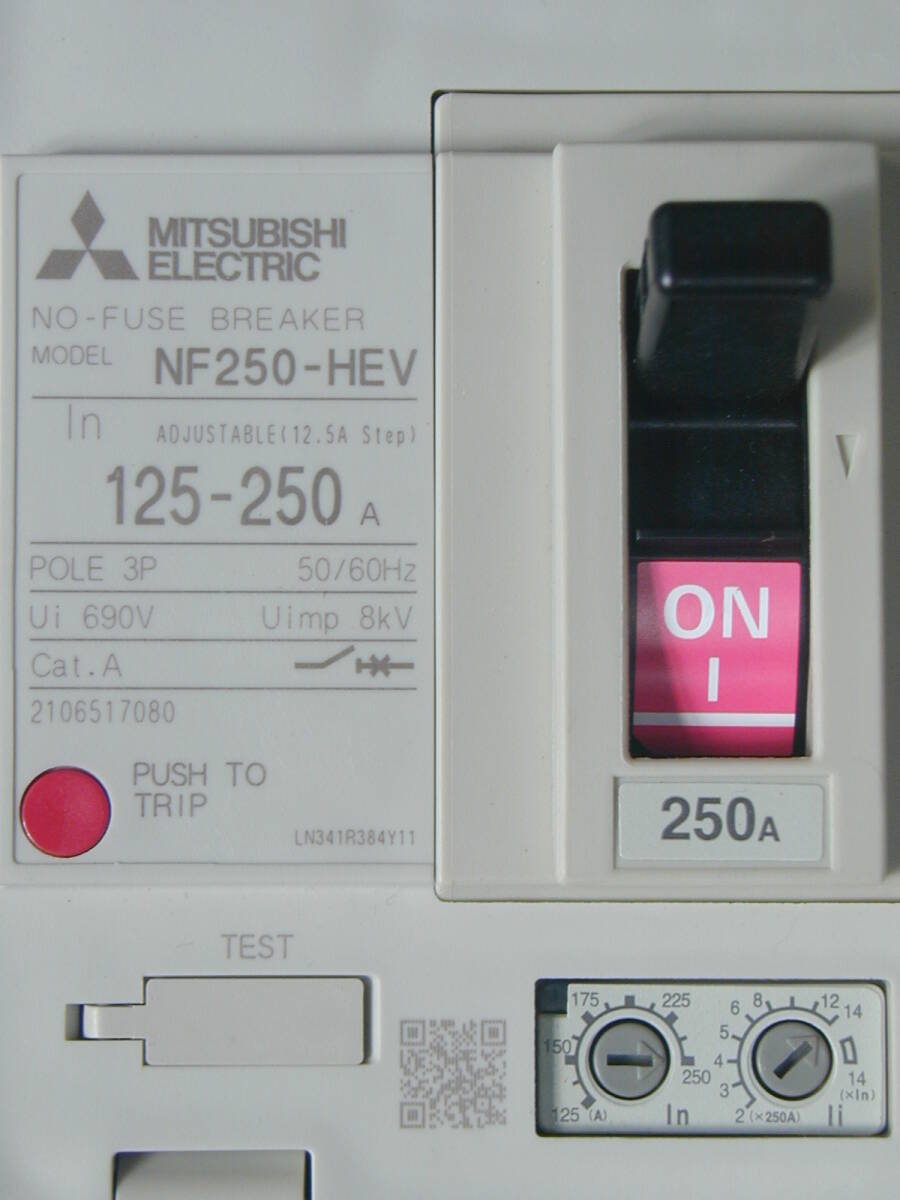 MITSUBISHI
ELECTRIC
NO-FUSE BREAKER
MODEL NF250-HEV
In ADJUSTABLE(12.5A Step)
125-250 A
POLE 3P 50/60Hz
Ui 690V Uimp 8kV
Cat.A
2106517080
PUSH TO
TRIP
LN341R384Y11
ON
I
250A
TEST
175 225
150
250
125 (A) In
8 12
6 14
5
4
3 14
(×In)
2 (×250A) Ii